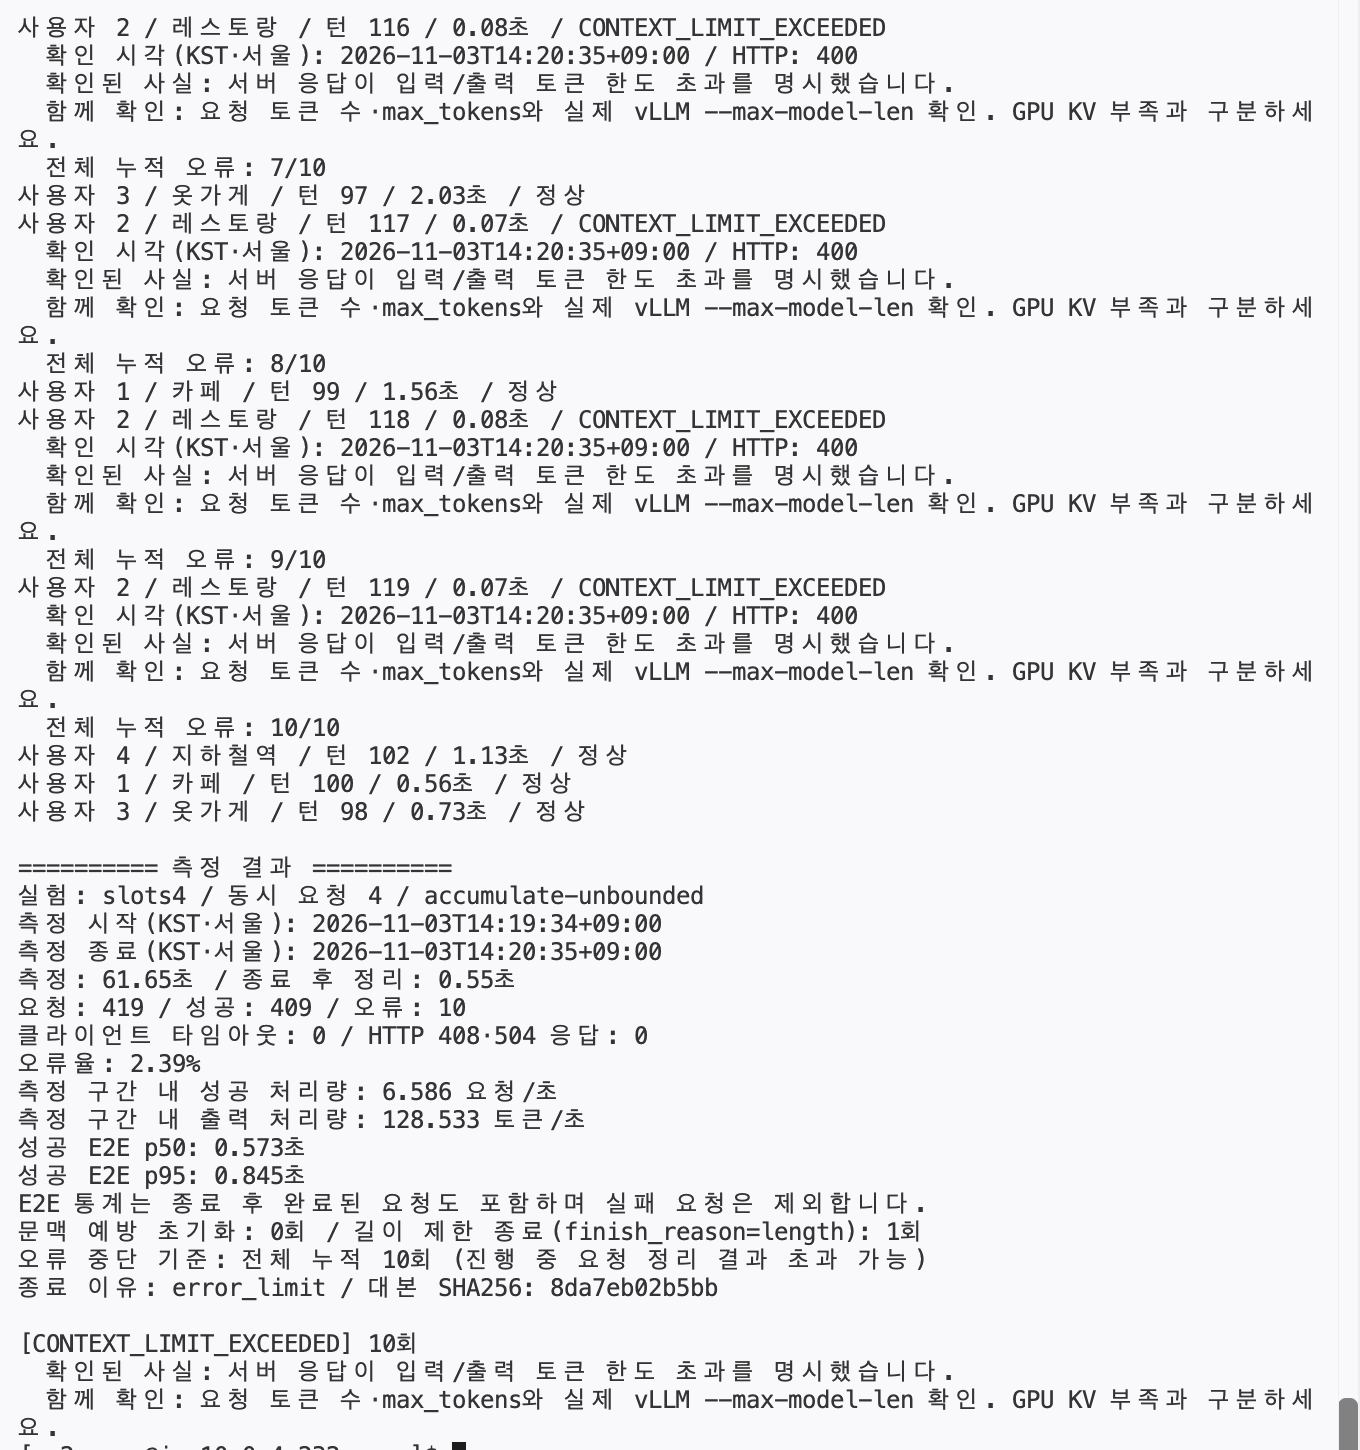 사용자 2 / 레스토랑 / 턴 116 / 0.08초 / CONTEXT_LIMIT_EXCEEDED
확인 시각(KST·서울): 2026-11-03T14:20:35+09:00 / HTTP: 400
확인된 사실: 서버 응답이 입력/출력 토큰 한도 초과를 명시했습니다.
함께 확인: 요청 토큰 수·max_tokens와 실제 vLLM --max-model-len 확인. GPU KV 부족과 구분하세
요.
전체 누적 오류: 7/10
사용자 3 / 옷가게 / 턴 97 / 2.03초 / 정상
사용자 2 / 레스토랑 / 턴 117 / 0.07초 / CONTEXT_LIMIT_EXCEEDED
확인 시각(KST·서울): 2026-11-03T14:20:35+09:00 / HTTP: 400
확인된 사실: 서버 응답이 입력/출력 토큰 한도 초과를 명시했습니다.
함께 확인: 요청 토큰 수·max_tokens와 실제 vLLM --max-model-len 확인. GPU KV 부족과 구분하세
요.
전체 누적 오류: 8/10
사용자 1 / 카페 / 턴 99 / 1.56초 / 정상
사용자 2 / 레스토랑 / 턴 118 / 0.08초 / CONTEXT_LIMIT_EXCEEDED
확인 시각(KST·서울): 2026-11-03T14:20:35+09:00 / HTTP: 400
확인된 사실: 서버 응답이 입력/출력 토큰 한도 초과를 명시했습니다.
함께 확인: 요청 토큰 수·max_tokens와 실제 vLLM --max-model-len 확인. GPU KV 부족과 구분하세
요.
전체 누적 오류: 9/10
사용자 2 / 레스토랑 / 턴 119 / 0.07초 / CONTEXT_LIMIT_EXCEEDED
확인 시각(KST·서울): 2026-11-03T14:20:35+09:00 / HTTP: 400
확인된 사실: 서버 응답이 입력/출력 토큰 한도 초과를 명시했습니다.
함께 확인: 요청 토큰 수·max_tokens와 실제 vLLM --max-model-len 확인. GPU KV 부족과 구분하세
요.
전체 누적 오류: 10/10
사용자 4 / 지하철역 / 턴 102 / 1.13초 / 정상
사용자 1 / 카페 / 턴 100 / 0.56초 / 정상
사용자 3 / 옷가게 / 턴 98 / 0.73초 / 정상
========== 측정 결과 ==========
실험: slots4 / 동시 요청 4 / accumulate-unbounded
측정 시작(KST·서울): 2026-11-03T14:19:34+09:00
측정 종료(KST·서울): 2026-11-03T14:20:35+09:00
측정: 61.65초 / 종료 후 정리: 0.55초
요청: 419 / 성공: 409 / 오류: 10
클라이언트 타임아웃: 0 / HTTP 408·504 응답: 0
오류율: 2.39%
측정 구간 내 성공 처리량: 6.586 요청/초
측정 구간 내 출력 처리량: 128.533 토큰/초
성공 E2E p50: 0.573초
성공 E2E p95: 0.845초
E2E 통계는 종료 후 완료된 요청도 포함하며 실패 요청은 제외합니다.
문맥 예방 초기화: 0회 / 길이 제한 종료(finish_reason=length): 1회
오류 중단 기준: 전체 누적 10회 (진행 중 요청 정리 결과 초과 가능)
종료 이유: error_limit / 대본 SHA256: 8da7eb02b5bb
[CONTEXT_LIMIT_EXCEEDED] 10회
확인된 사실: 서버 응답이 입력/출력 토큰 한도 초과를 명시했습니다.
함께 확인: 요청 토큰 수·max_tokens와 실제 vLLM --max-model-len 확인. GPU KV 부족과 구분하세
요.